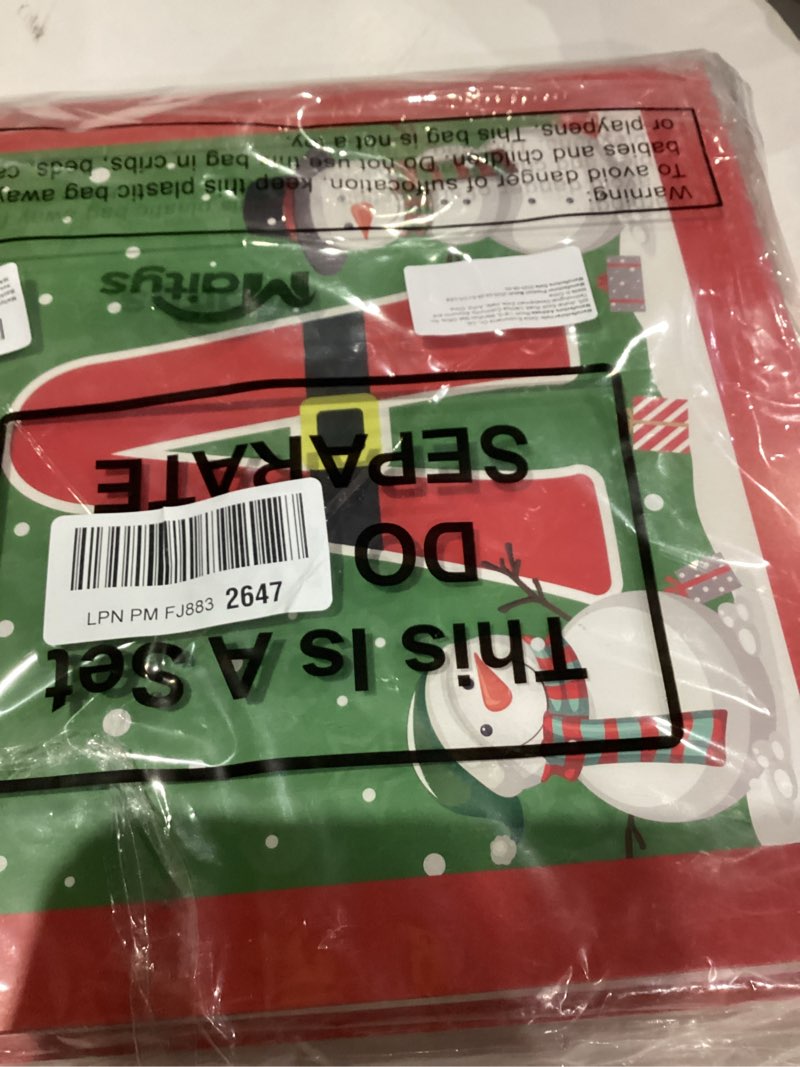 Warning:
To avoid danger of suffocation, keep this plastic bag away
babies and children. Do not use this bag in cribs, beds, ca
or playpens. This bag is not a toy.
Maitys
This Is A Set
DO
SEPARATE
LPN PM FJ883 2647